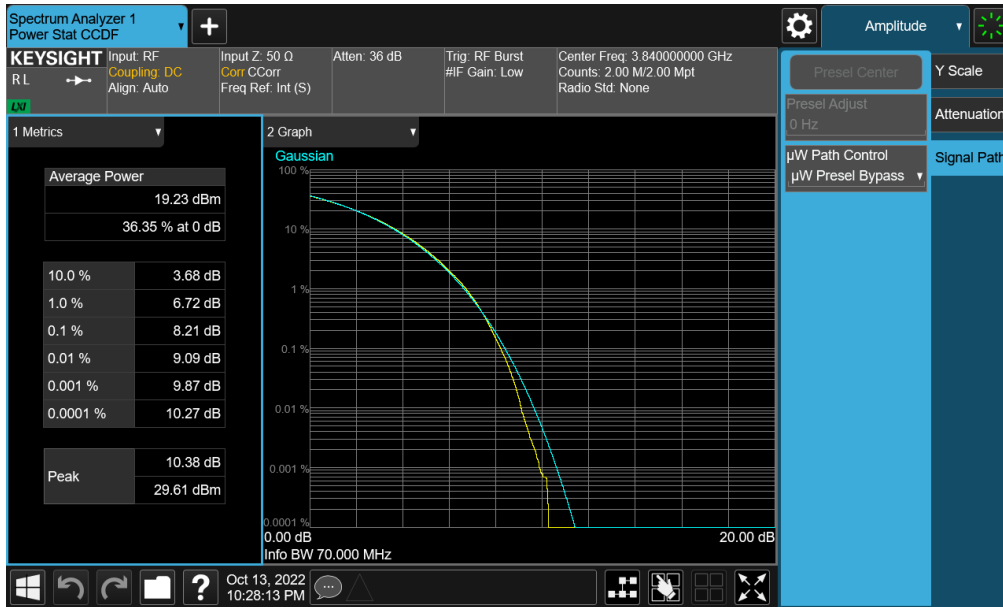 Spectrum Analyzer 1
Power Stat CCDF
+
Amplitude
KEYSIGHT
R L
LXI
Input: RF
Coupling: DC
Align: Auto
Input Z: 50 Ω
Corr CCorr
Freq Ref: Int (S)
Atten: 36 dB
Trig: RF Burst
#IF Gain: Low
Center Freq: 3.840000000 GHz
Counts: 2.00 M/2.00 Mpt
Radio Std: None
1 Metrics
Average Power
19.23 dBm
36.35 % at 0 dB
10.0 % 3.68 dB
1.0 % 6.72 dB
0.1 % 8.21 dB
0.01 % 9.09 dB
0.001 % 9.87 dB
0.0001 % 10.27 dB
Peak
10.38 dB
29.61 dBm
2 Graph
Gaussian
100 %
10 %
1 %
0.1 %
0.01 %
0.001 %
0.0001 %
0.00 dB 20.00 dB
Info BW 70.000 MHz
Presel Center
Presel Adjust
0 Hz
µW Path Control
µW Presel Bypass
Y Scale
Attenuation
Signal Path
?
Oct 13, 2022
10:28:13 PM